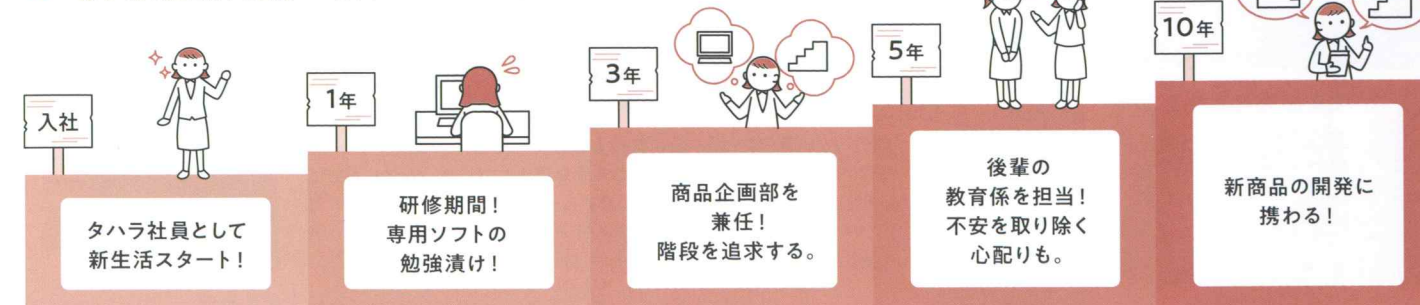 入社
タハラ社員として
新生活スタート!
1年
研修期間!
専用ソフトの
勉強漬け!
3年
商品企画部を
兼任!
階段を追求する。
5年
後輩の
教育係を担当!
不安を取り除く
心配りも。
10年
新商品の開発に
携わる!